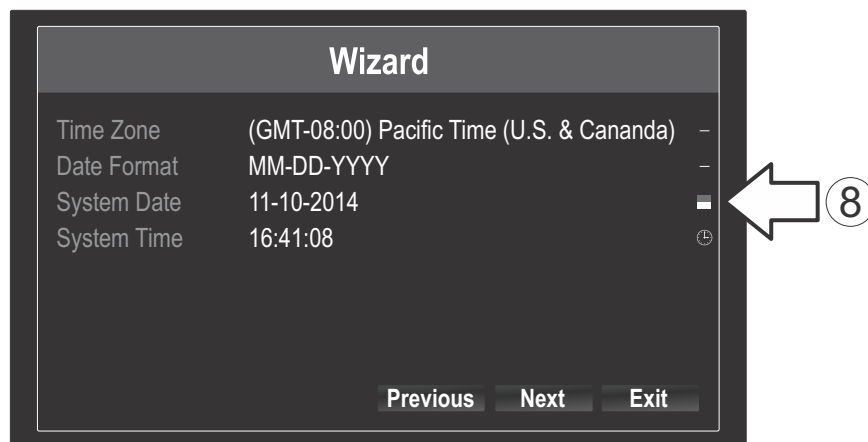 Wizard
Time Zone (GMT-08:00) Pacific Time (U.S. & Cananda) –
Date Format MM-DD-YYYY –
System Date 11-10-2014
System Time 16:41:08
8
Previous Next Exit